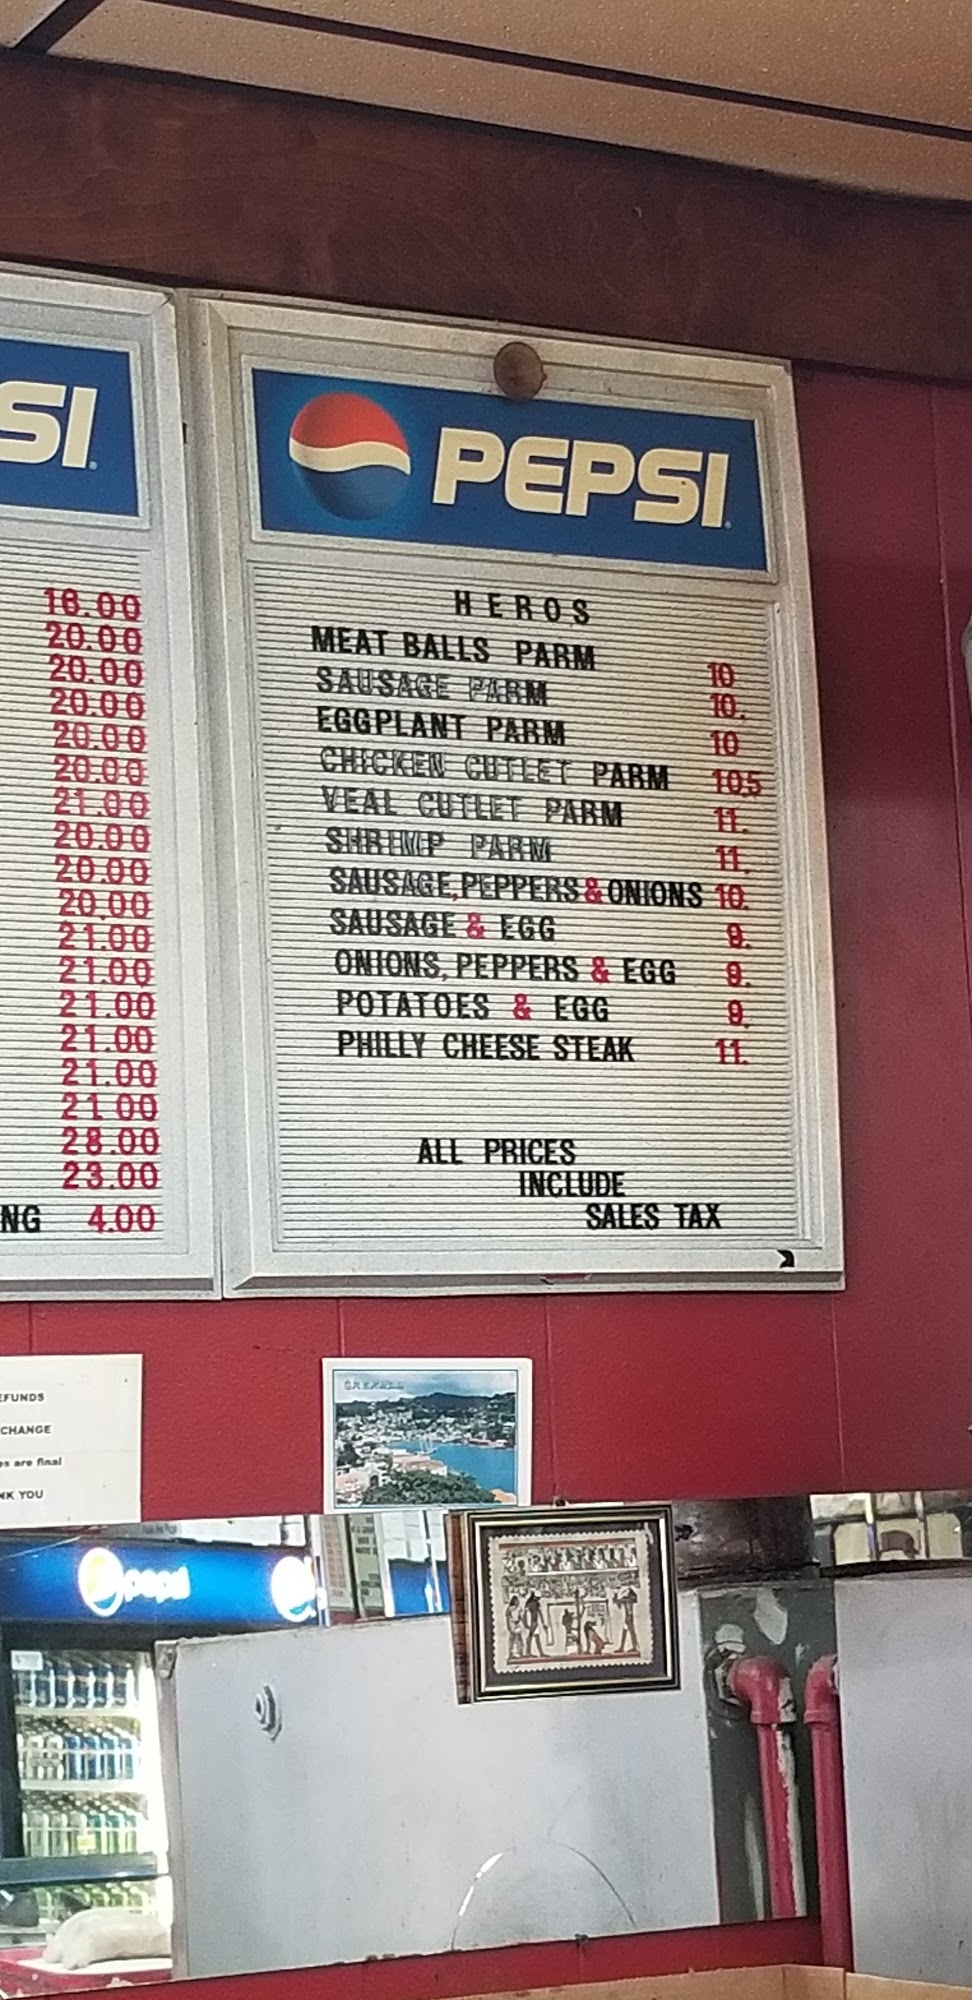 SI
16.00
20.00
20.00
20.00
20.00
20.00
21.00
20.00
20.00
20.00
21.00
21.00
21.00
21.00
21.00
21 00
28.00
23.00
NG 4.00
PEPSI
HEROS
MEAT BALLS PARM 10
SAUSAGE PARM 10.
EGGPLANT PARM 10
CHICKEN CUTLET PARM 105
VEAL CUTLET PARM 11.
SHRIMP PARM 11.
SAUSAGE, PEPPERS & ONIONS 10.
SAUSAGE & EGG 9.
ONIONS, PEPPERS & EGG 9.
POTATOES & EGG 9.
PHILLY CHEESE STEAK 11.
ALL PRICES
INCLUDE
SALES TAX
EFUNDS
CHANGE
es are final
NK YOU
pepsi